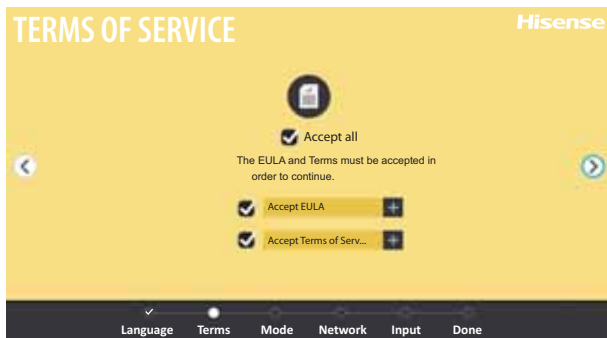 TERMS OF SERVICE
Hisense
Accept all
The EULA and Terms must be accepted in
order to continue.
Accept EULA
Accept Terms of Serv...
Language Terms Mode Network Input Done